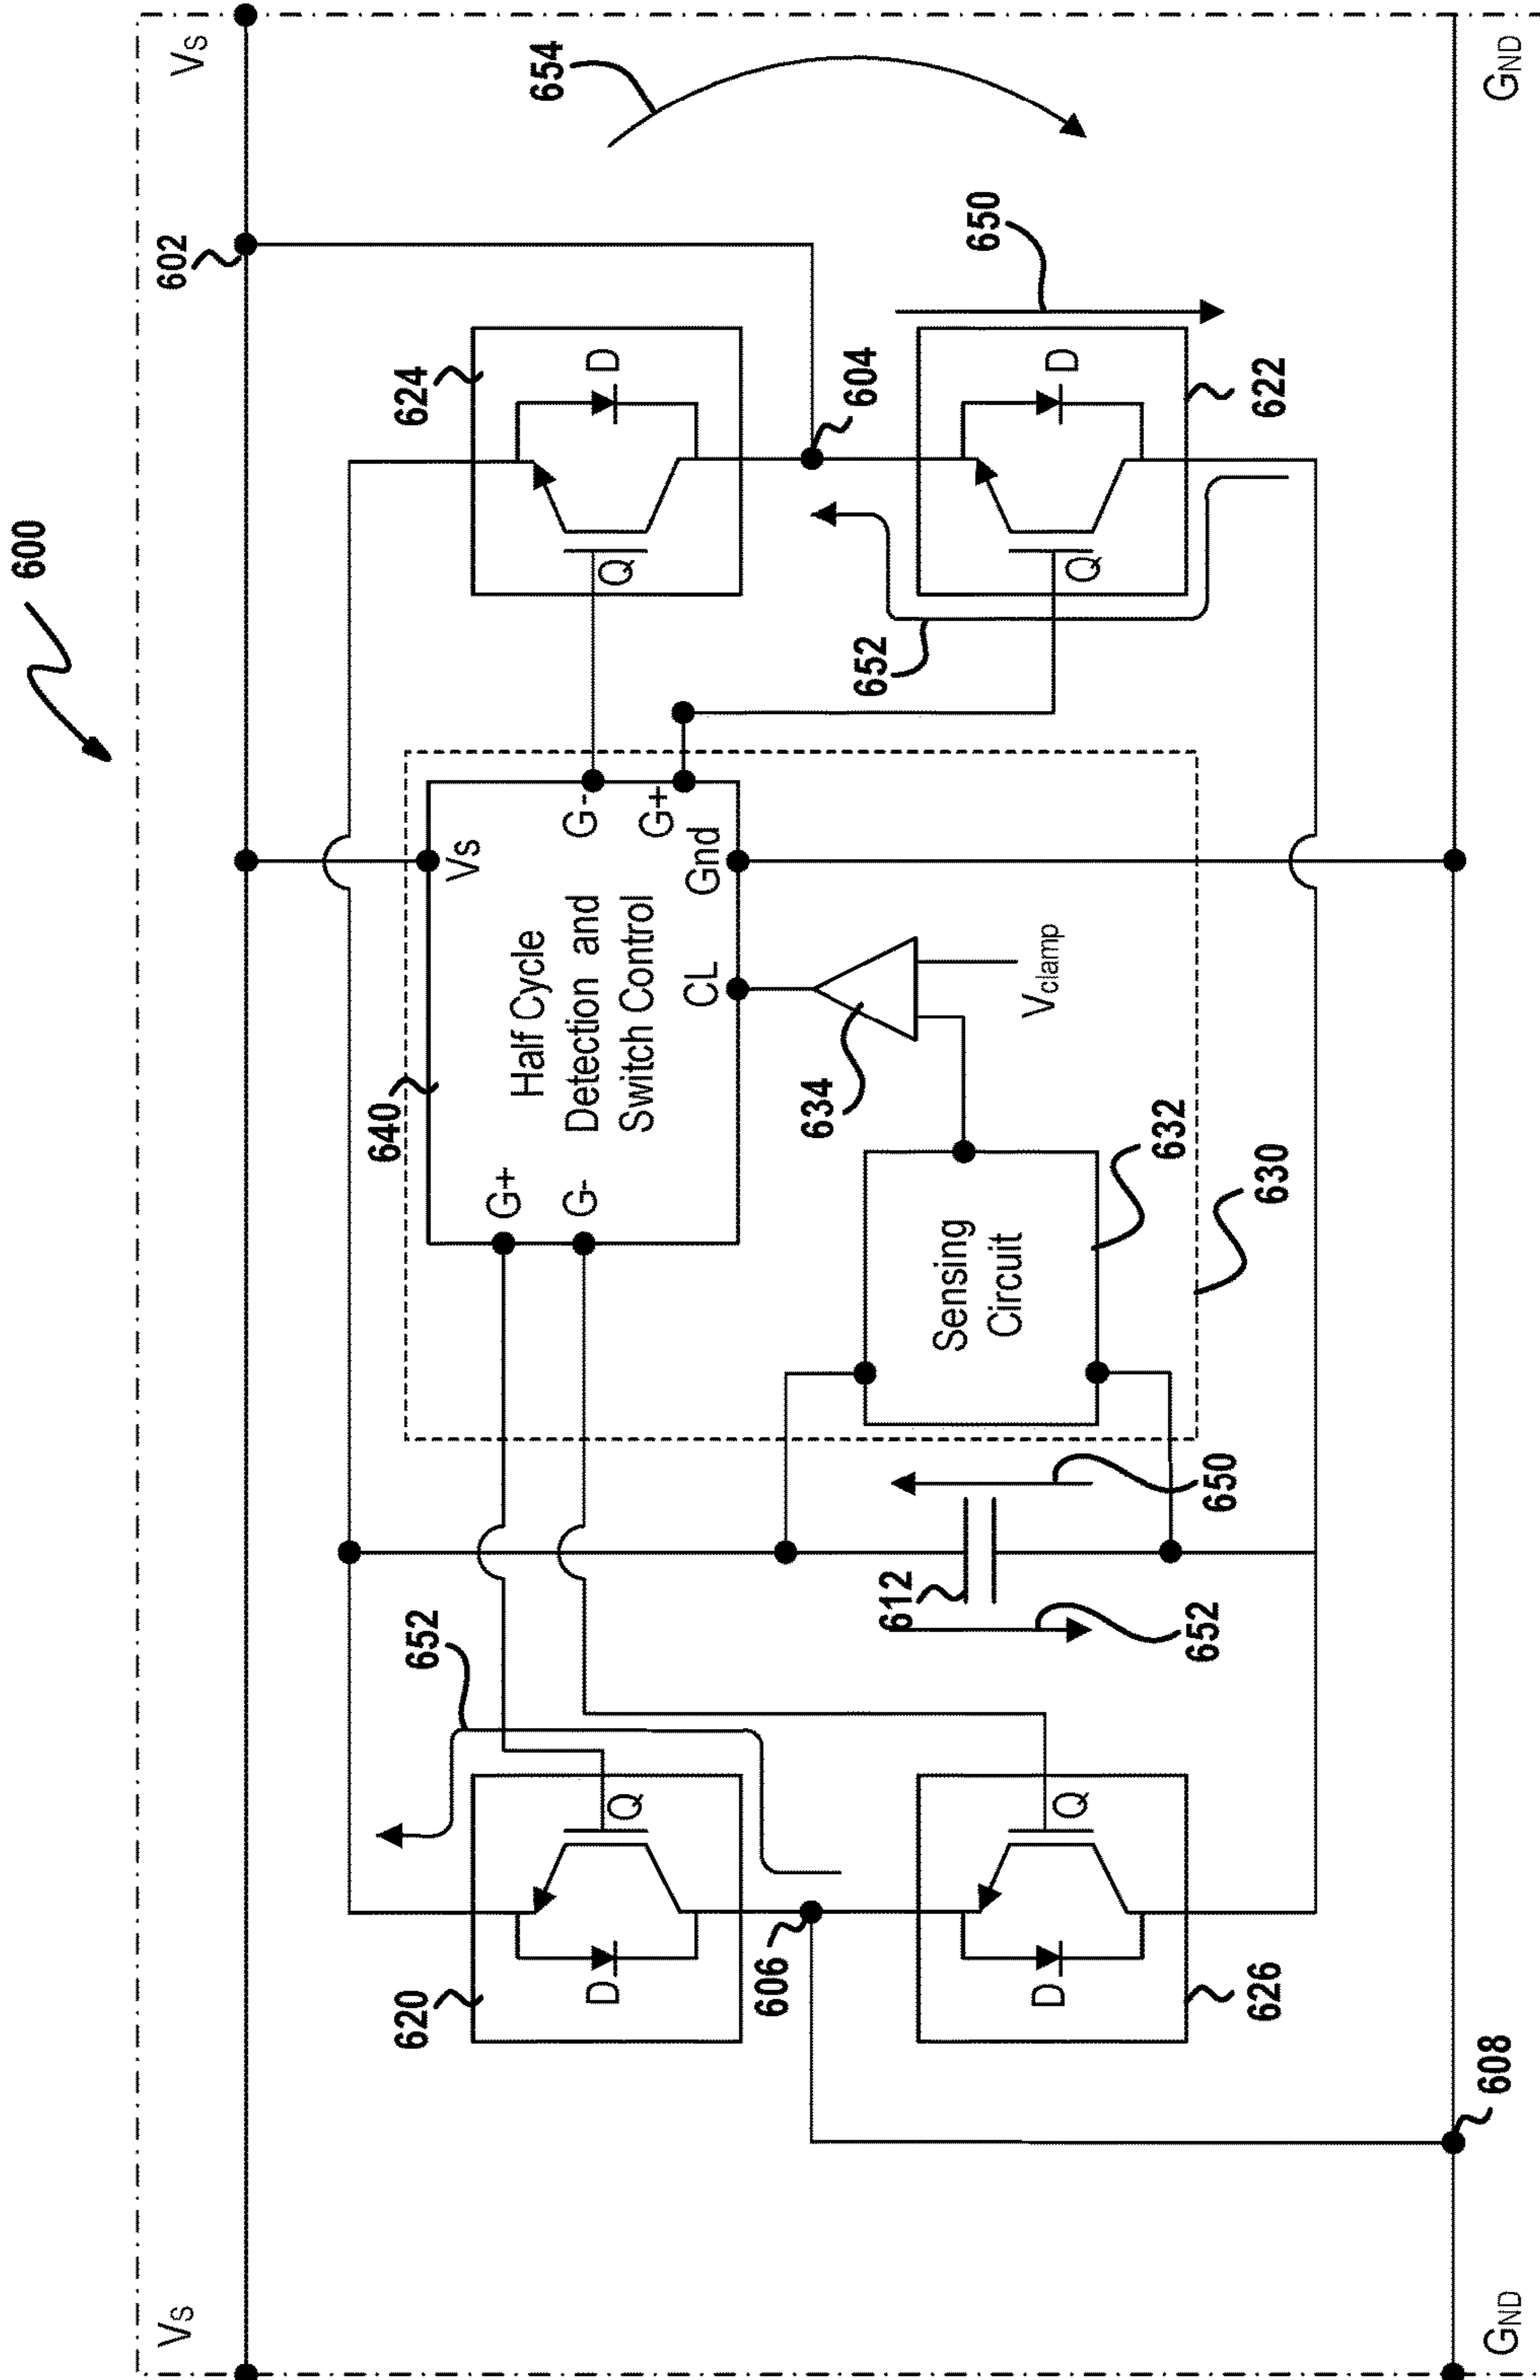 600
Vs
Vs
602
654
624
D
Q
604
650
D
Q
622
652
640
Vs
G-
G+
Gnd
CL
G+
G-
Half Cycle
Detection and
Switch Control
634
Vclamp
Sensing
Circuit
632
630
612
650
652
652
620
Q
D
606
Q
D
626
608
GND
GND